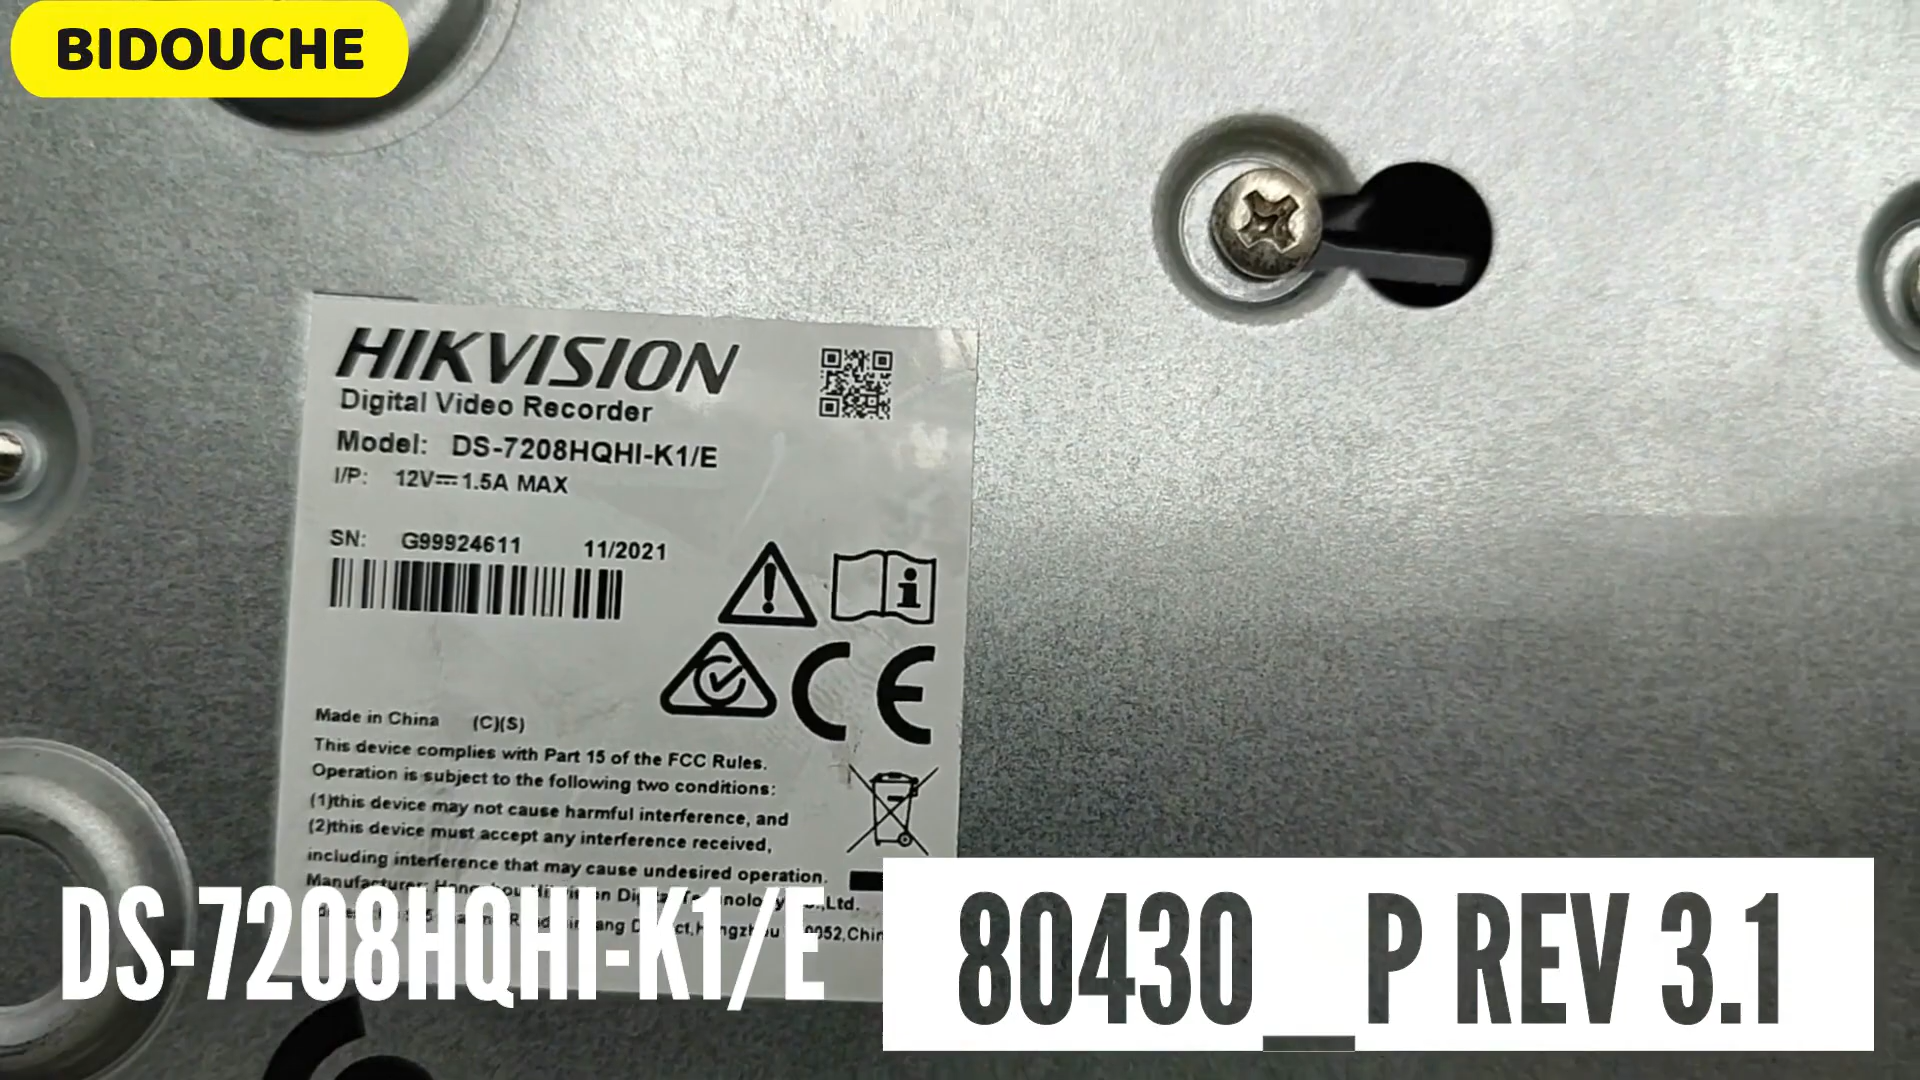 BIDOUCHE
HIKVISION
Digital Video Recorder
Model: DS-7208HQHI-K1/E
I/P: 12V⎓1.5A MAX
SN: G99924611 11/2021
Made in China (C)(S)
This device complies with Part 15 of the FCC Rules.
Operation is subject to the following two conditions:
(1)this device may not cause harmful interference, and
(2)this device must accept any interference received,
including interference that may cause undesired operation.
Manufacturer:
DS-7208HQHI-K1/E
80430__P REV 3.1